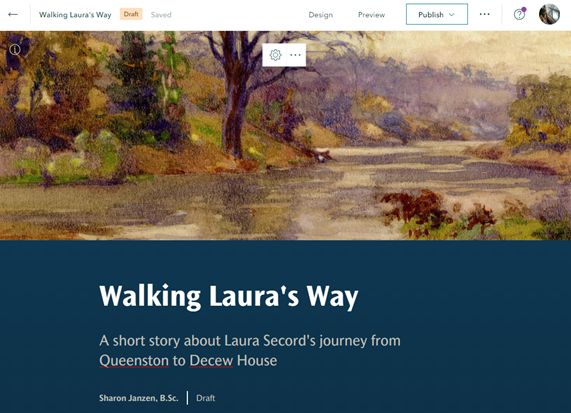 Walking Laura's Way Draft Saved Design Preview Publish
Walking Laura's Way
A short story about Laura Secord's journey from
Queenston to Decew House
Sharon Janzen, B.Sc. Draft